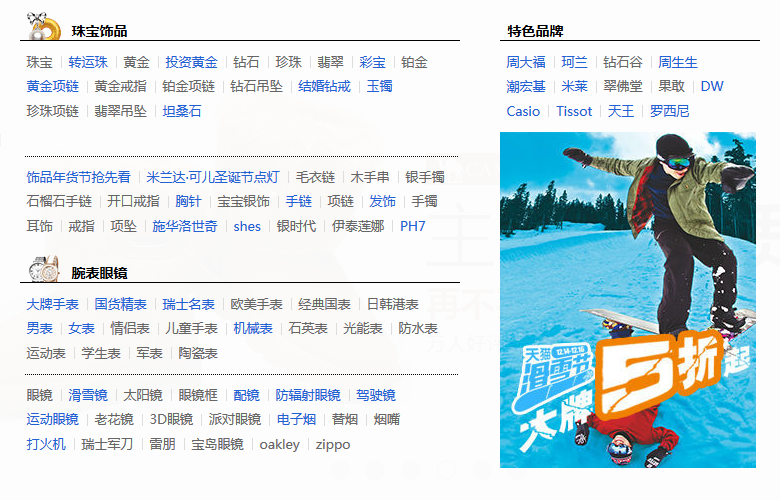 珠宝饰品
珠宝 转运珠 黄金 投资黄金 钻石 珍珠 翡翠 彩宝 铂金
黄金项链 黄金戒指 铂金项链 钻石吊坠 结婚钻戒 玉镯
珍珠项链 翡翠吊坠 坦桑石
饰品年货节抢先看 米兰达·可儿圣诞节点灯 毛衣链 木手串 银手镯
石榴石手链 开口戒指 胸针 宝宝银饰 手链 项链 发饰 手镯
耳饰 戒指 项坠 施华洛世奇 shes 银时代 伊泰莲娜 PH7
腕表眼镜
大牌手表 国货精表 瑞士名表 欧美手表 经典国表 日韩港表
男表 女表 情侣表 儿童手表 机械表 石英表 光能表 防水表
运动表 学生表 军表 陶瓷表
眼镜 滑雪镜 太阳镜 眼镜框 配镜 防辐射眼镜 驾驶镜
运动眼镜 老花镜 3D眼镜 派对眼镜 电子烟 替烟 烟嘴
打火机 瑞士军刀 雷朋 宝岛眼镜 oakley zippo
特色品牌
周大福 珂兰 钻石谷 周生生
潮宏基 米莱 翠佛堂 果敢 DW
Casio Tissot 天王 罗西尼
天猫 12.14-12.16
滑雪节
大牌5折起